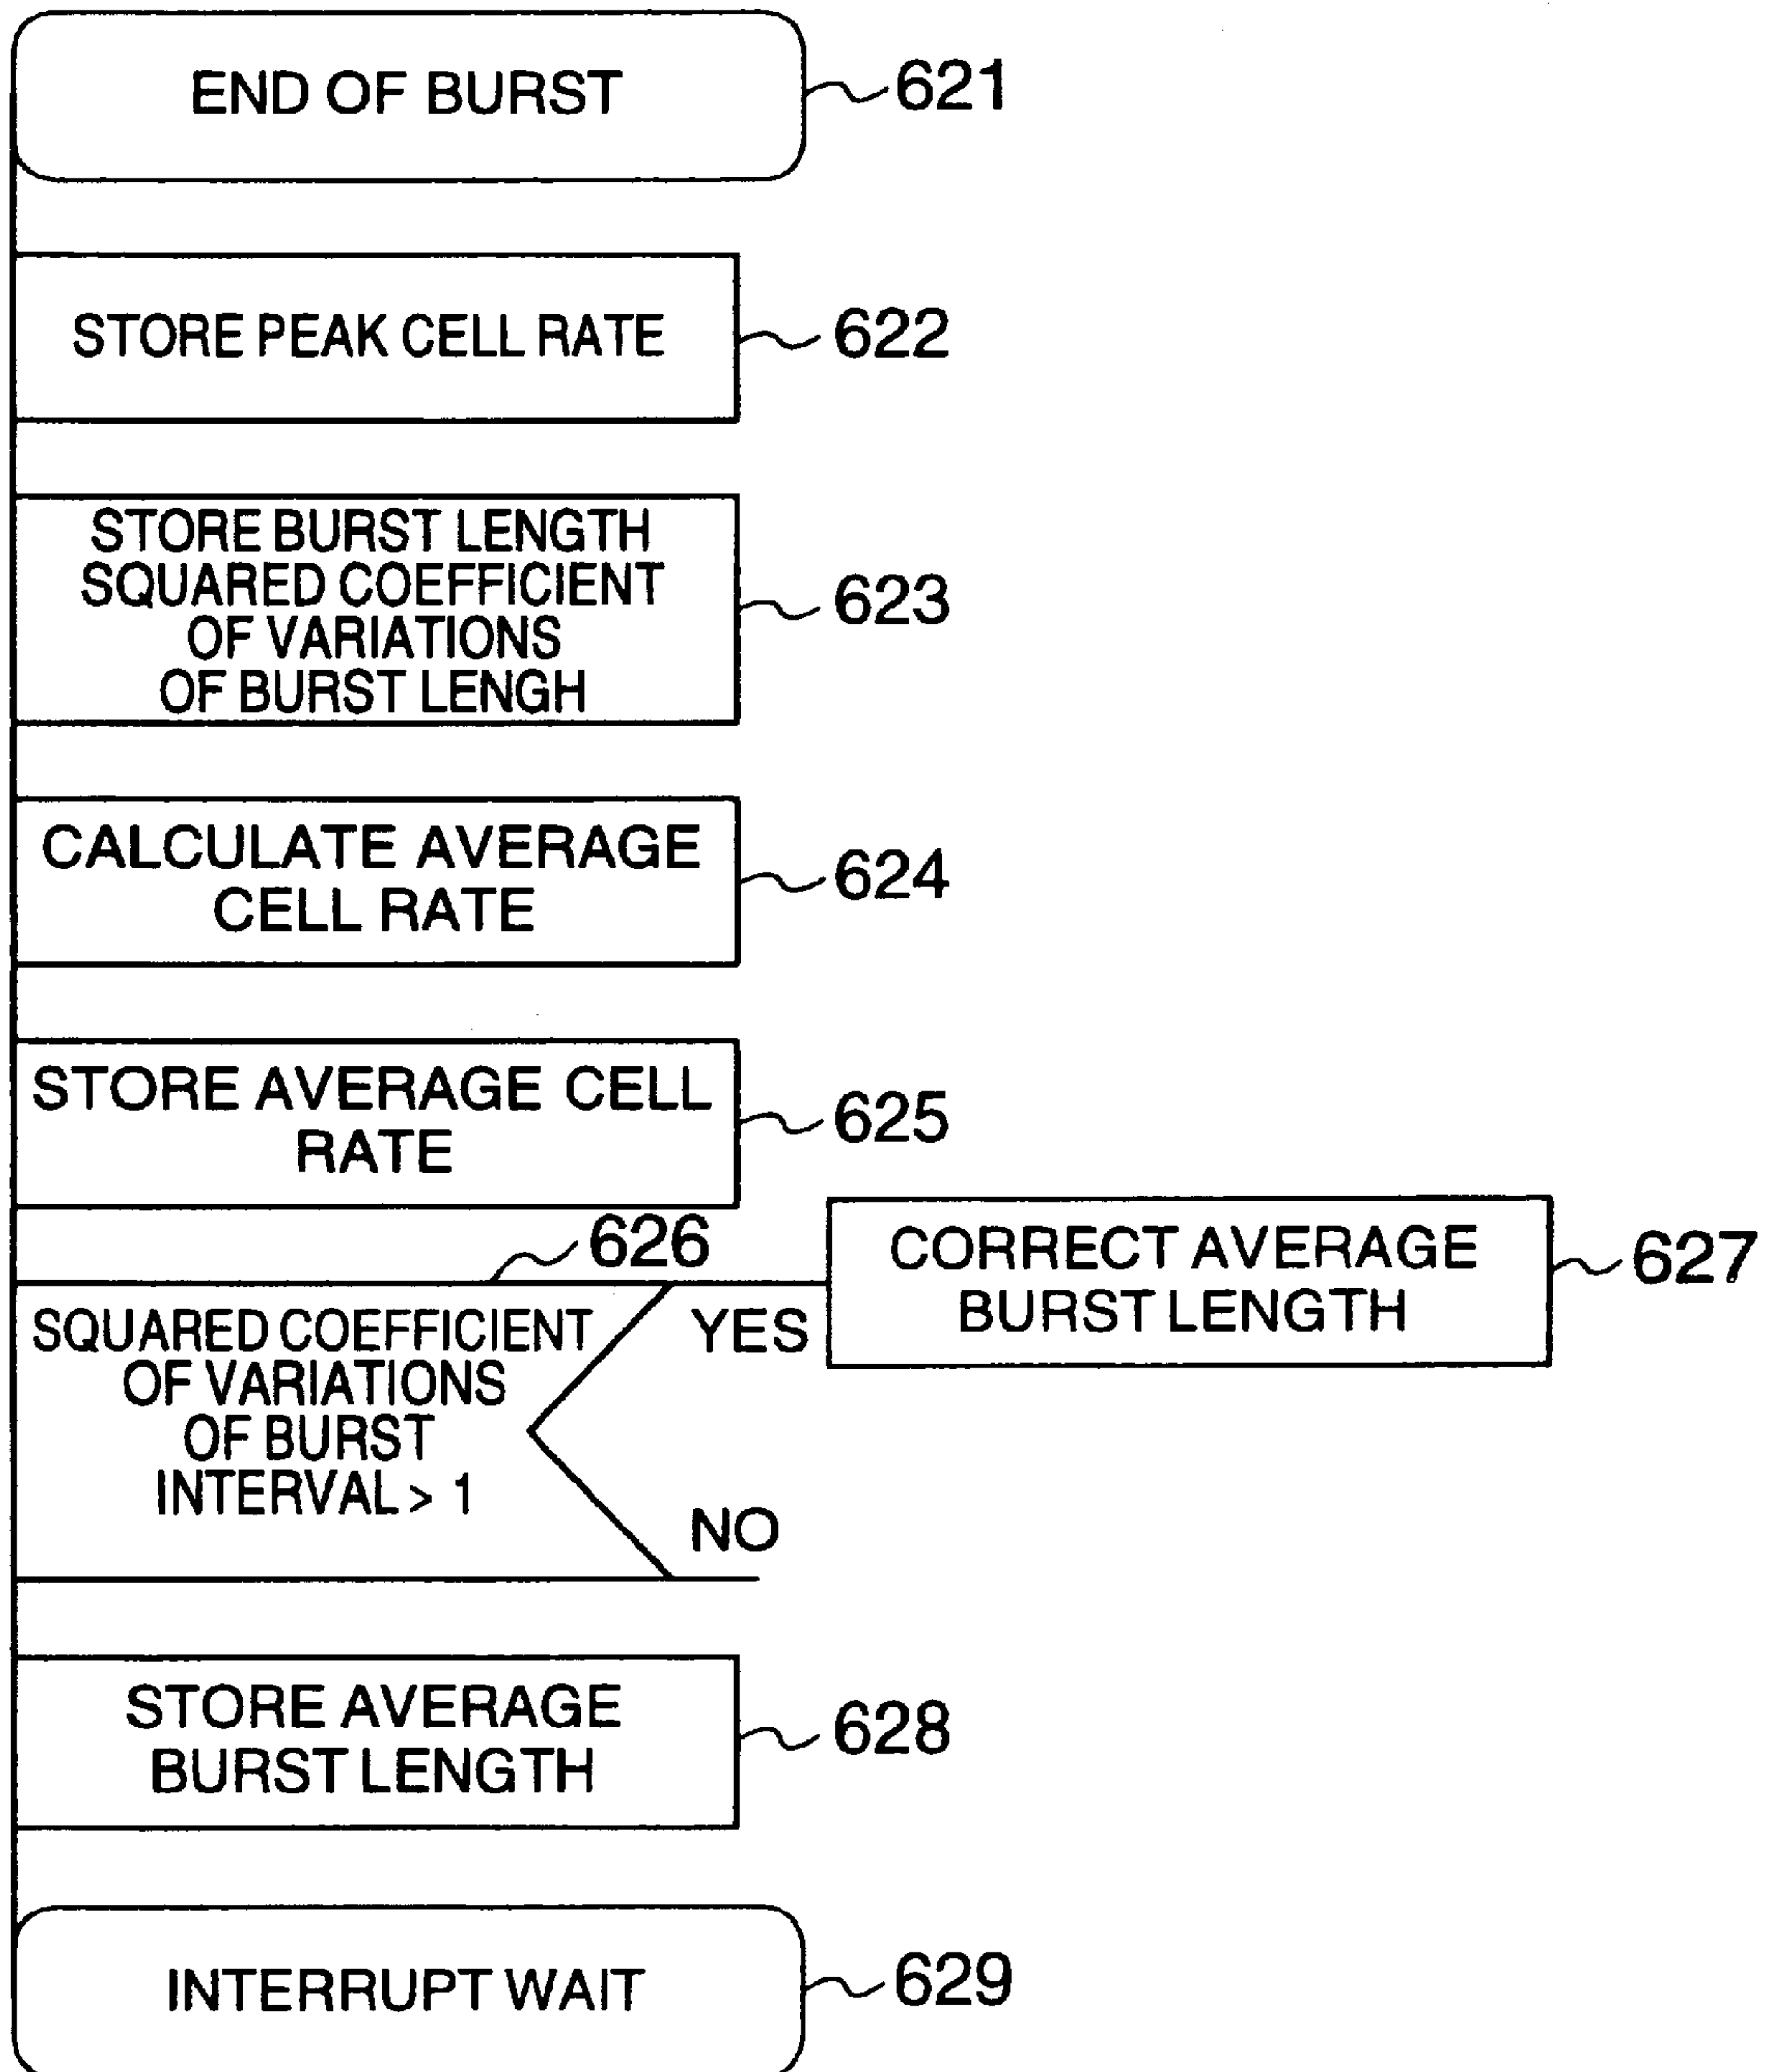 END OF BURST
621
STORE PEAK CELL RATE
622
STORE BURST LENGTH
SQUARED COEFFICIENT
OF VARIATIONS
OF BURST LENGH
623
CALCULATE AVERAGE
CELL RATE
624
STORE AVERAGE CELL
RATE
625
626
SQUARED COEFFICIENT
OF VARIATIONS
OF BURST
INTERVAL > 1
YES
NO
CORRECT AVERAGE
BURST LENGTH
627
STORE AVERAGE
BURST LENGTH
628
INTERRUPT WAIT
629